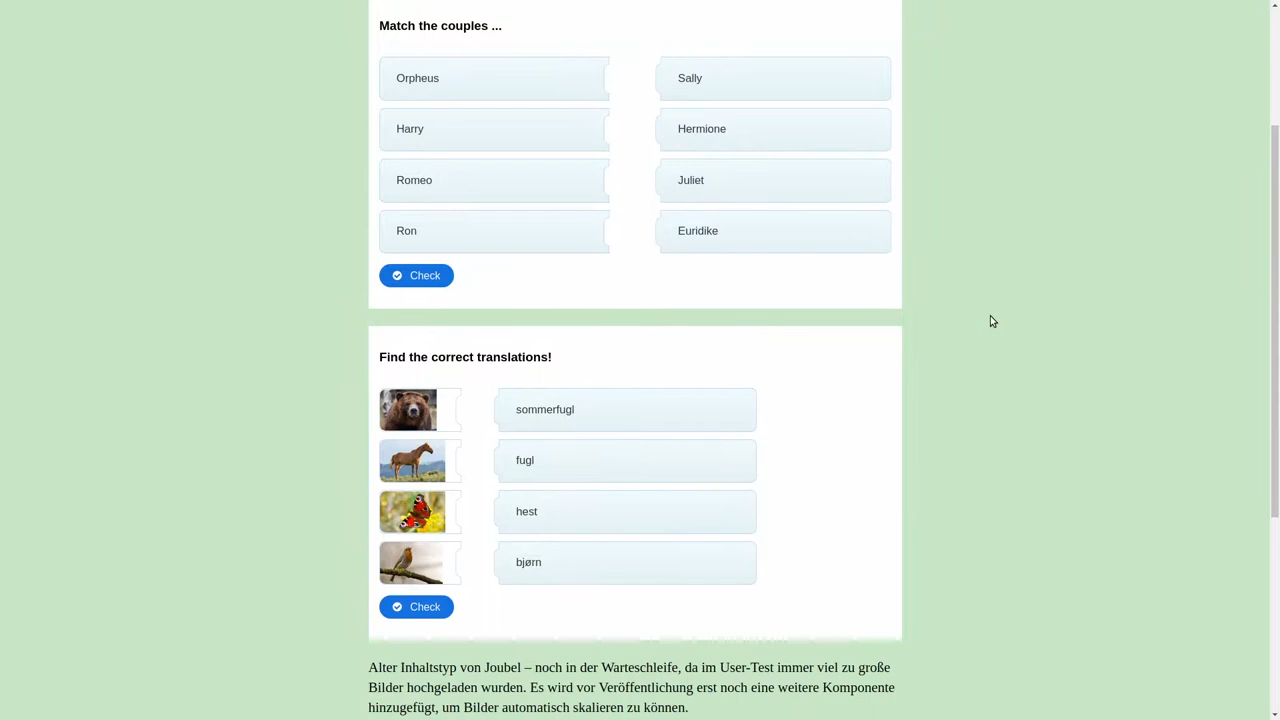 Match the couples ...
Orpheus
Sally
Harry
Hermione
Romeo
Juliet
Ron
Euridike
Check
Find the correct translations!
sommerfugl
fugl
hest
bjørn
Check
Alter Inhaltstyp von Joubel – noch in der Warteschleife, da im User-Test immer viel zu große
Bilder hochgeladen wurden. Es wird vor Veröffentlichung erst noch eine weitere Komponente
hinzugefügt, um Bilder automatisch skalieren zu können.